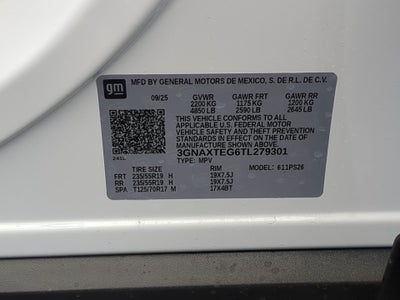 gm
MFD BY GENERAL MOTORS DE MEXICO, S. DE R.L. DE C.V.
09/25 GVWR GAWR FRT GAWR RR
2200 KG 1175 KG 1200 KG
4850 LB 2590 LB 2645 LB
THIS VEHICLE CONFORMS TO ALL
APPLICABLE U.S. FEDERAL MOTOR
VEHICLE SAFETY AND THEFT
PREVENTION STANDARDS IN EFFECT ON THE
DATE OF MANUFACTURE SHOWN ABOVE.
3GNAXTEG6TL279301
241L TYPE: MPV MODEL: 611PS26
TIRE SIZE RIM
FRT 235/55R19 H 19X7.5J
RR 235/55R19 H 19X7.5J
SPA T125/70R17 M 17X4BT